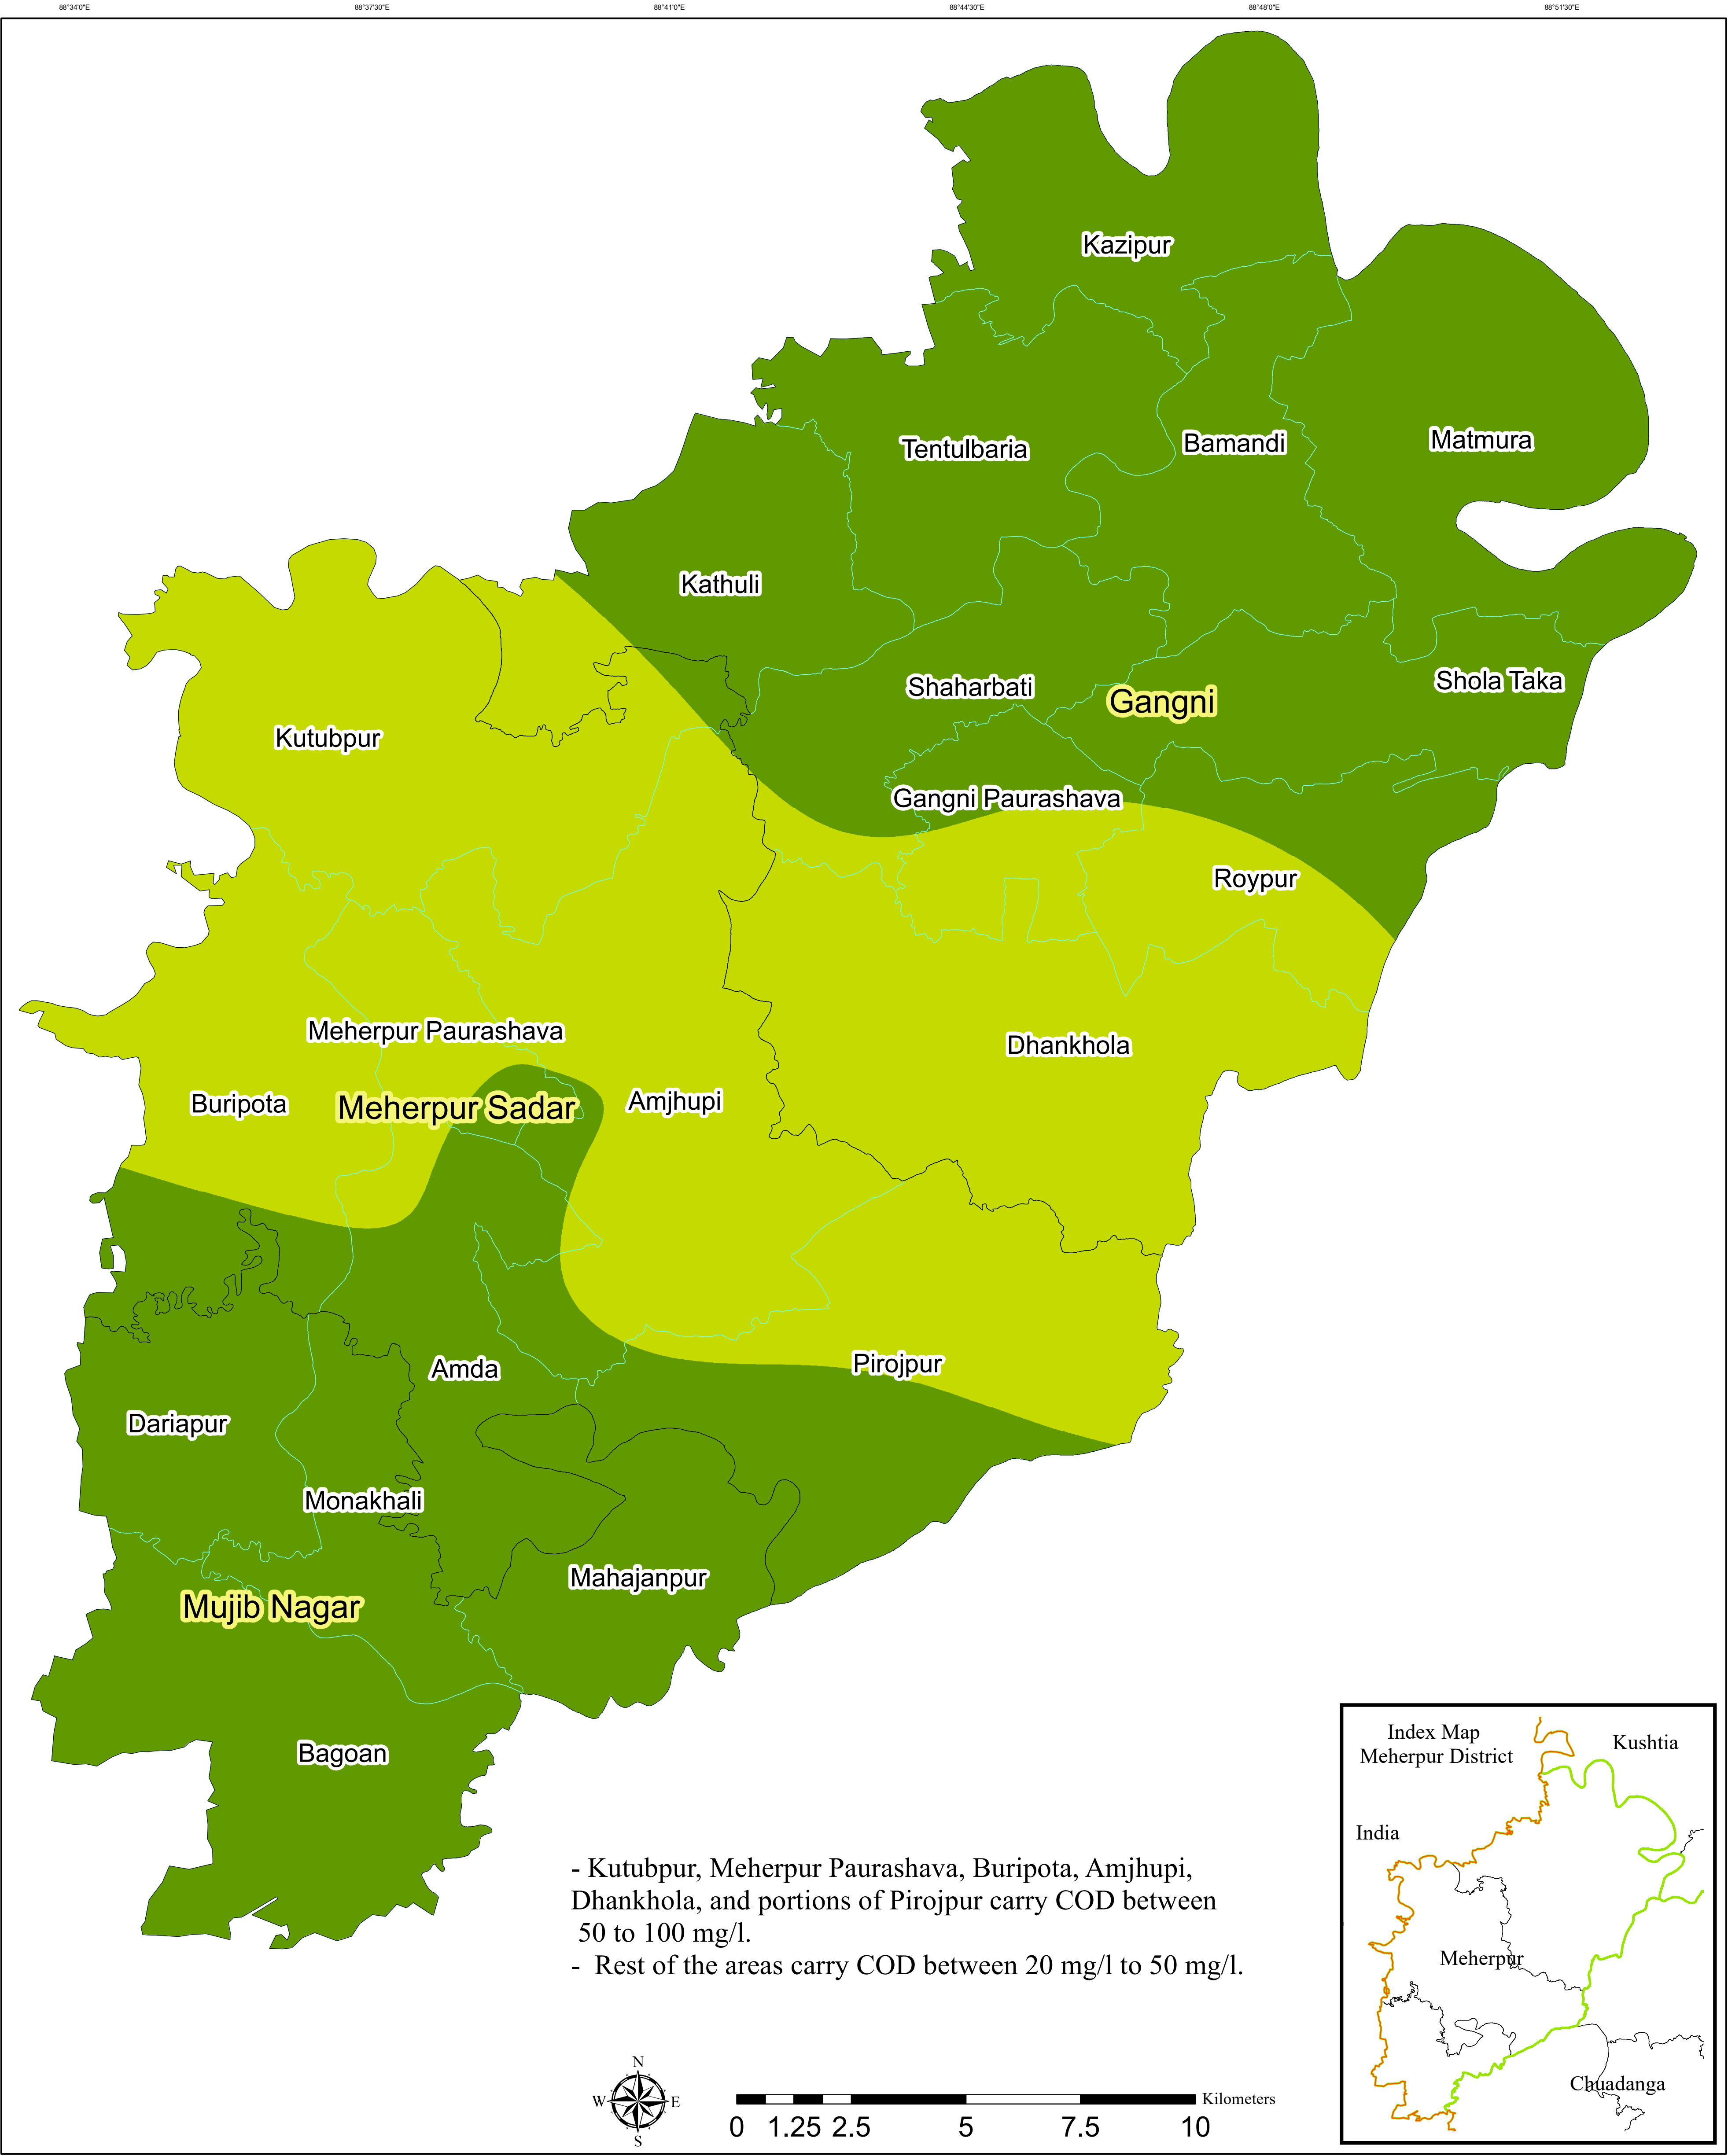 88°34'0"E 88°37'30"E 88°41'0"E 88°44'30"E 88°48'0"E 88°51'30"E
Kazipur
Tentulbaria
Bamandi
Matmura
Kathuli
Shaharbati
Gangni
Shola Taka
Kutubpur
Gangni Paurashava
Roypur
Meherpur Paurashava
Dhankhola
Buripota
Meherpur Sadar
Amjhupi
Pirojpur
Amda
Dariapur
Monakhali
Mahajanpur
Mujib Nagar
Bagoan
- Kutubpur, Meherpur Paurashava, Buripota, Amjhupi,
Dhankhola, and portions of Pirojpur carry COD between
50 to 100 mg/l.
- Rest of the areas carry COD between 20 mg/l to 50 mg/l.
N
W E
S
Kilometers
0 1.25 2.5 5 7.5 10
Index Map
Meherpur District
Kushtia
India
Meherpur
Chuadanga